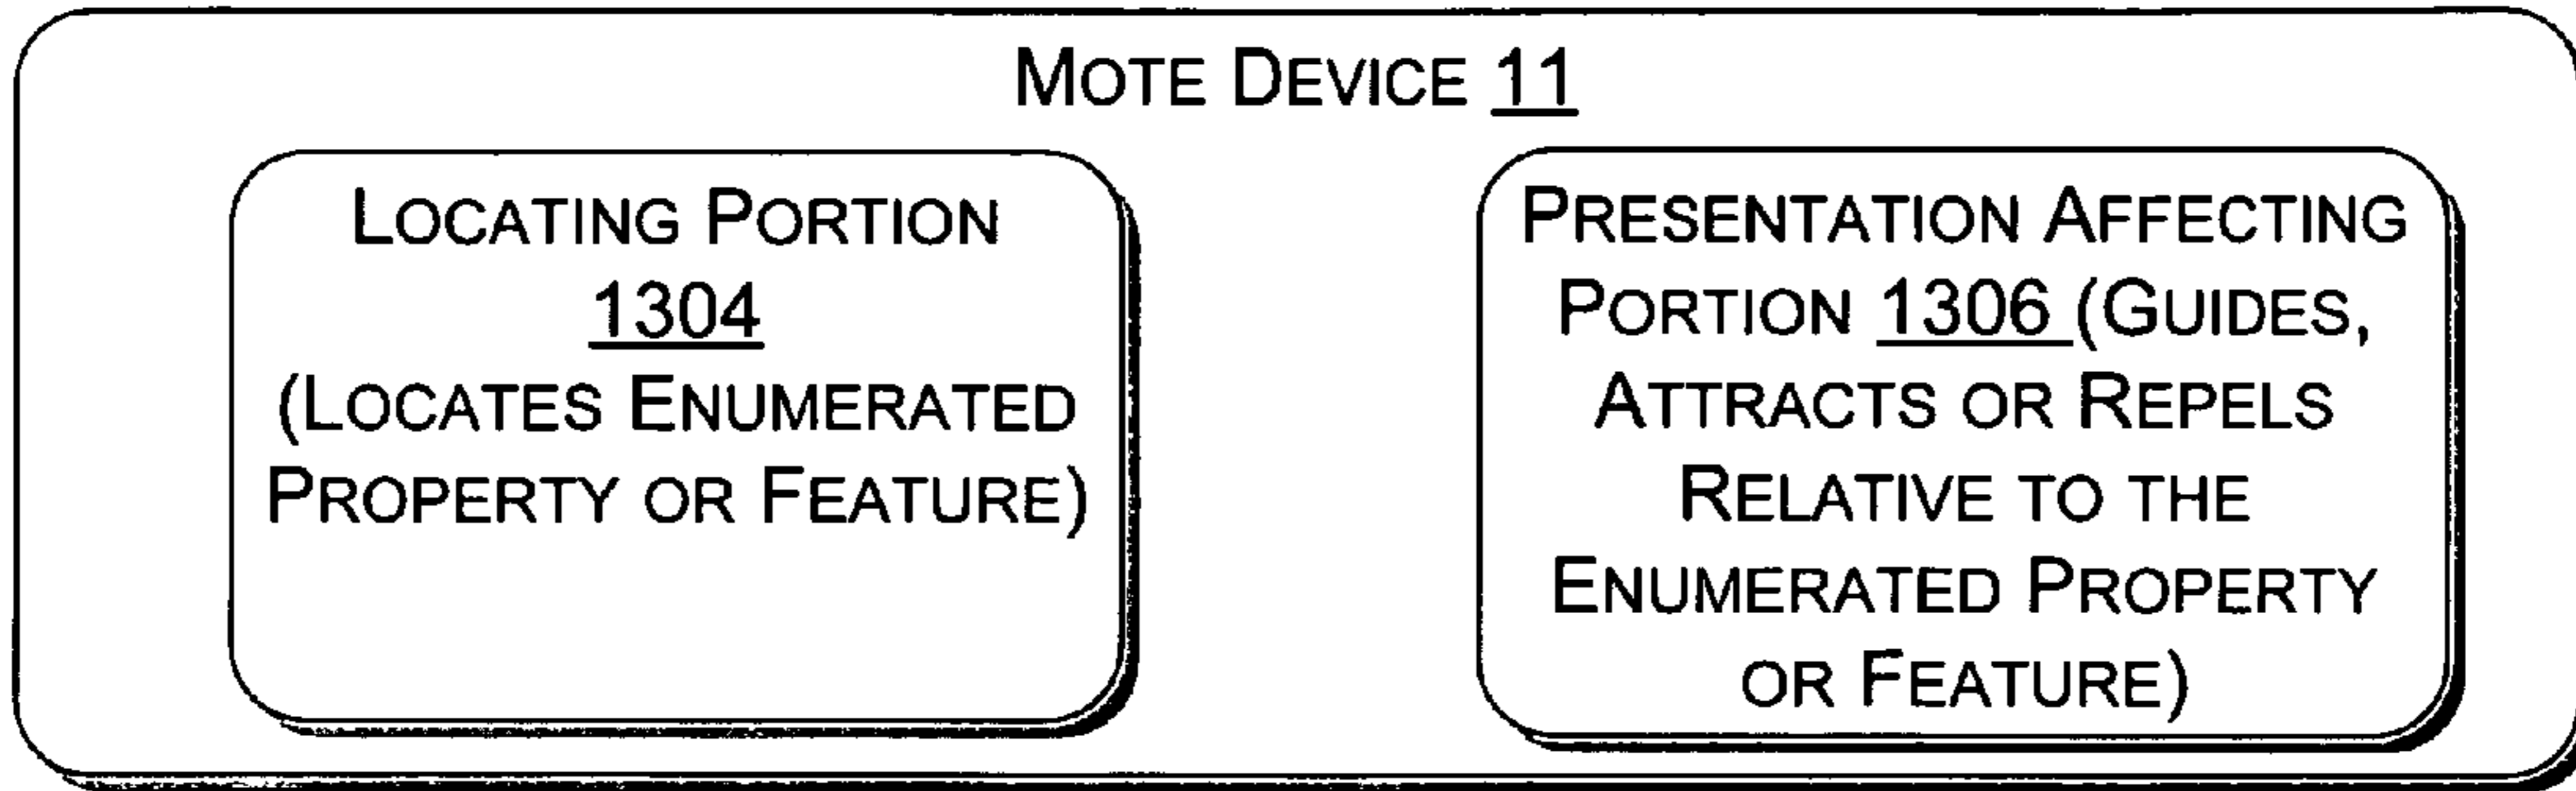 MOTE DEVICE 11
LOCATING PORTION
1304
(LOCATES ENUMERATED
PROPERTY OR FEATURE)
PRESENTATION AFFECTING
PORTION 1306 (GUIDES,
ATTRACTS OR REPELS
RELATIVE TO THE
ENUMERATED PROPERTY
OR FEATURE)